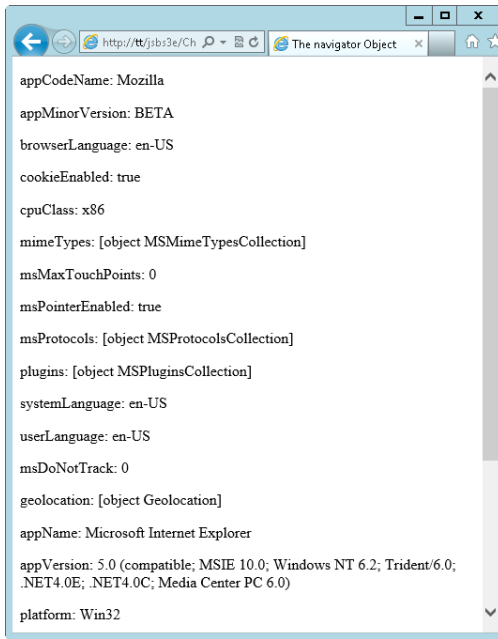 http://tt/jsbs3e/Ch
The navigator Object
appCodeName: Mozilla
appMinorVersion: BETA
browserLanguage: en-US
cookieEnabled: true
cpuClass: x86
mimeTypes: [object MSMimeTypesCollection]
msMaxTouchPoints: 0
msPointerEnabled: true
msProtocols: [object MSProtocolsCollection]
plugins: [object MSPluginsCollection]
systemLanguage: en-US
userLanguage: en-US
msDoNotTrack: 0
geolocation: [object Geolocation]
appName: Microsoft Internet Explorer
appVersion: 5.0 (compatible; MSIE 10.0; Windows NT 6.2; Trident/6.0;
.NET4.0E; .NET4.0C; Media Center PC 6.0)
platform: Win32